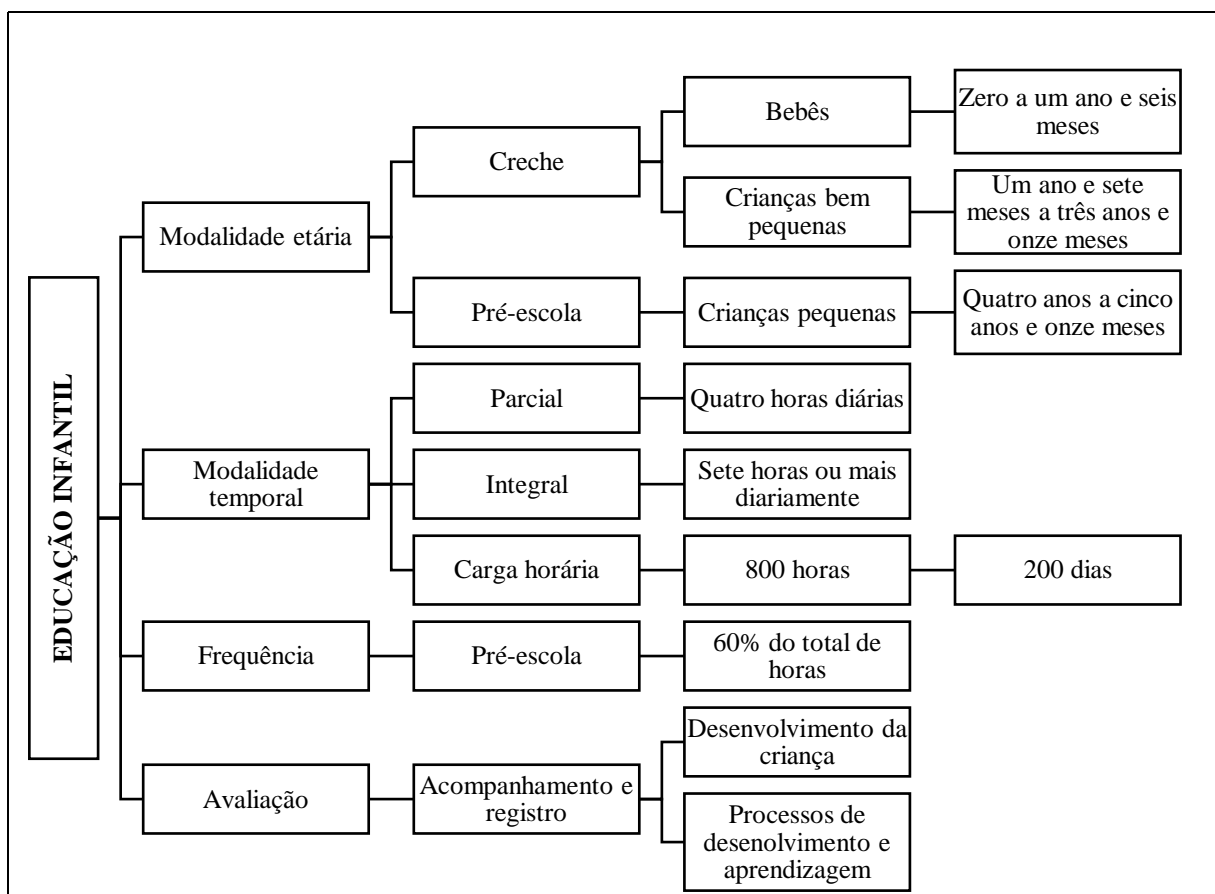 EDUCAÇÃO INFANTIL
Modalidade etária
Creche
Bebês
Zero a um ano e seis
meses
Crianças bem
pequenas
Um ano e sete
meses a três anos e
onze meses
Pré-escola
Crianças pequenas
Quatro anos a cinco
anos e onze meses
Modalidade
temporal
Parcial
Quatro horas diárias
Integral
Sete horas ou mais
diariamente
Carga horária
800 horas
200 dias
Frequência
Pré-escola
60% do total de
horas
Avaliação
Acompanhamento e
registro
Desenvolvimento da
criança
Processos de
desenolvimento e
aprendizagem